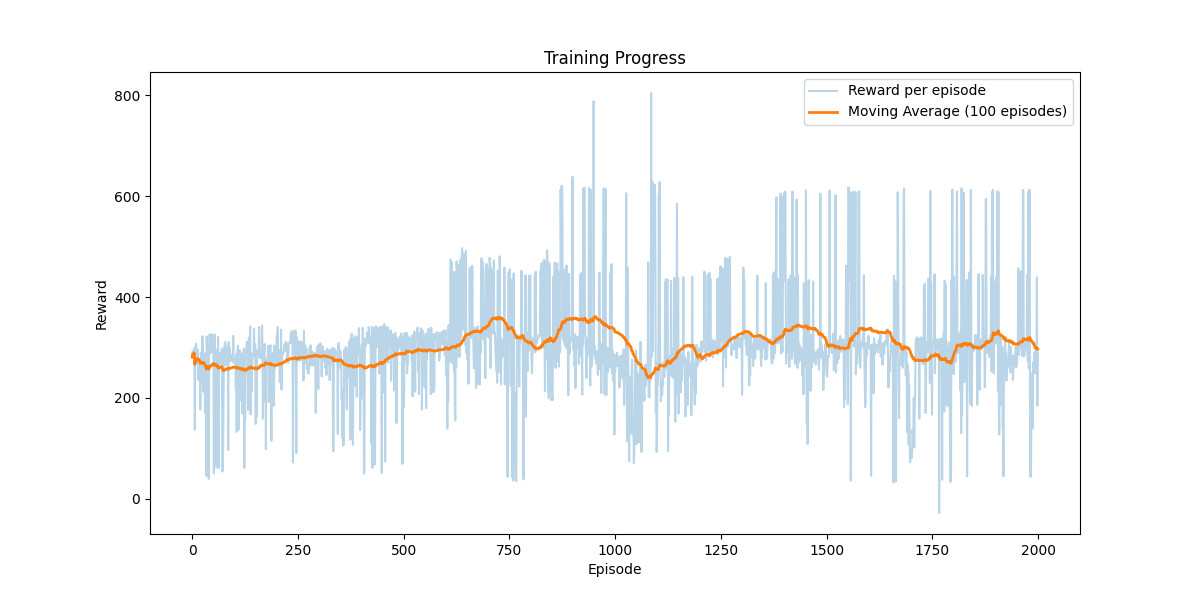 Training Progress
Reward per episode
Moving Average (100 episodes)
800
600
400
200
0
Reward
0 250 500 750 1000 1250 1500 1750 2000
Episode